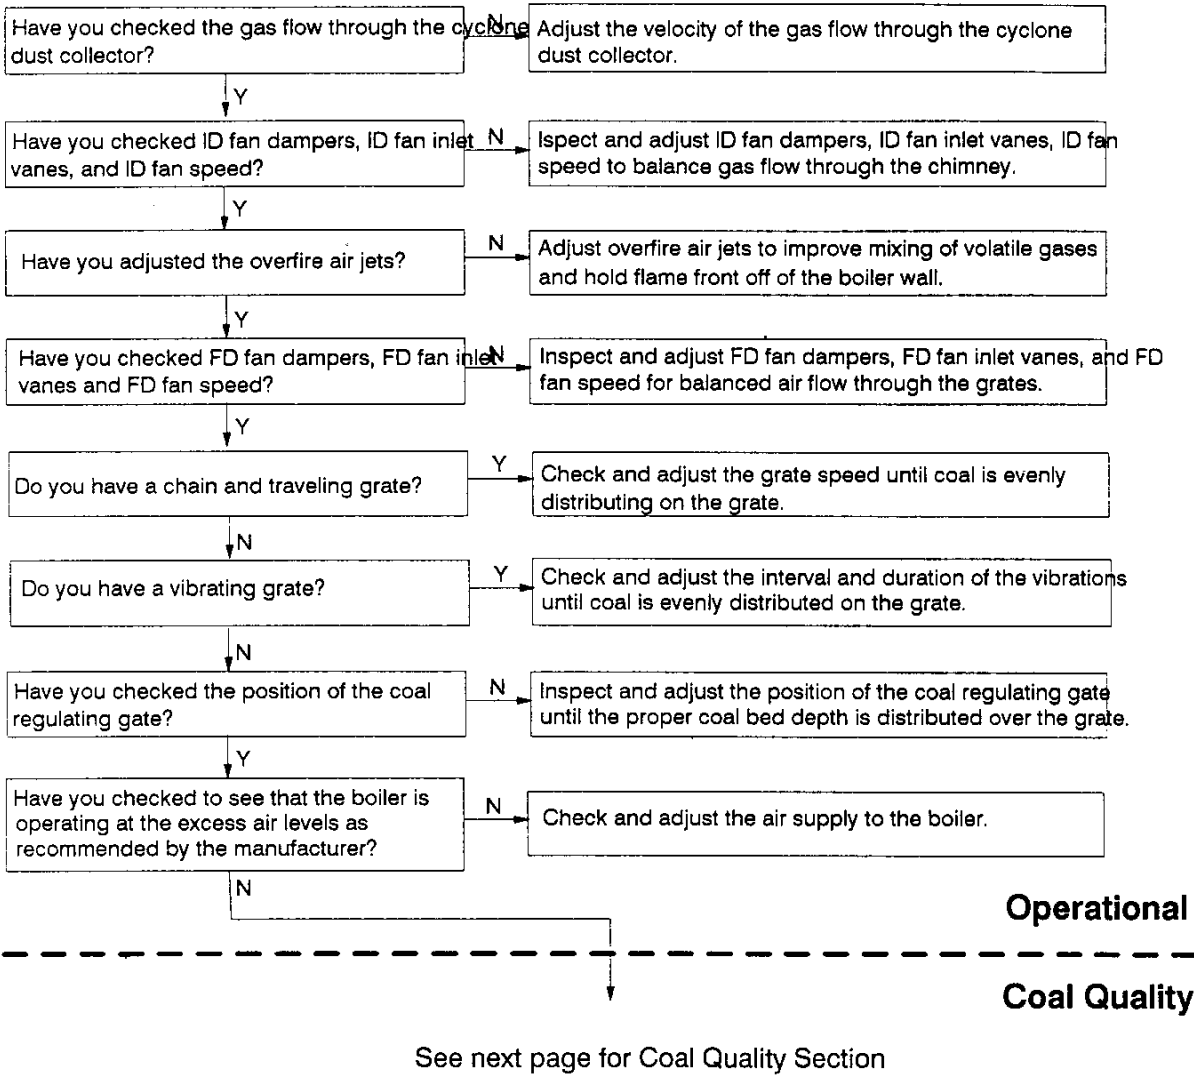 Have you checked the gas flow through the cyclone
dust collector?
N
Adjust the velocity of the gas flow through the cyclone
dust collector.
Y
Have you checked ID fan dampers, ID fan inlet
vanes, and ID fan speed?
N
Ispect and adjust ID fan dampers, ID fan inlet vanes, ID fan
speed to balance gas flow through the chimney.
Y
Have you adjusted the overfire air jets?
N
Adjust overfire air jets to improve mixing of volatile gases
and hold flame front off of the boiler wall.
Y
Have you checked FD fan dampers, FD fan inlet
vanes and FD fan speed?
N
Inspect and adjust FD fan dampers, FD fan inlet vanes, and FD
fan speed for balanced air flow through the grates.
Y
Do you have a chain and traveling grate?
Y
Check and adjust the grate speed until coal is evenly
distributing on the grate.
N
Do you have a vibrating grate?
Y
Check and adjust the interval and duration of the vibrations
until coal is evenly distributed on the grate.
N
Have you checked the position of the coal
regulating gate?
N
Inspect and adjust the position of the coal regulating gate
until the proper coal bed depth is distributed over the grate.
Y
Have you checked to see that the boiler is
operating at the excess air levels as
recommended by the manufacturer?
N
Check and adjust the air supply to the boiler.
N
Operational
Coal Quality
See next page for Coal Quality Section